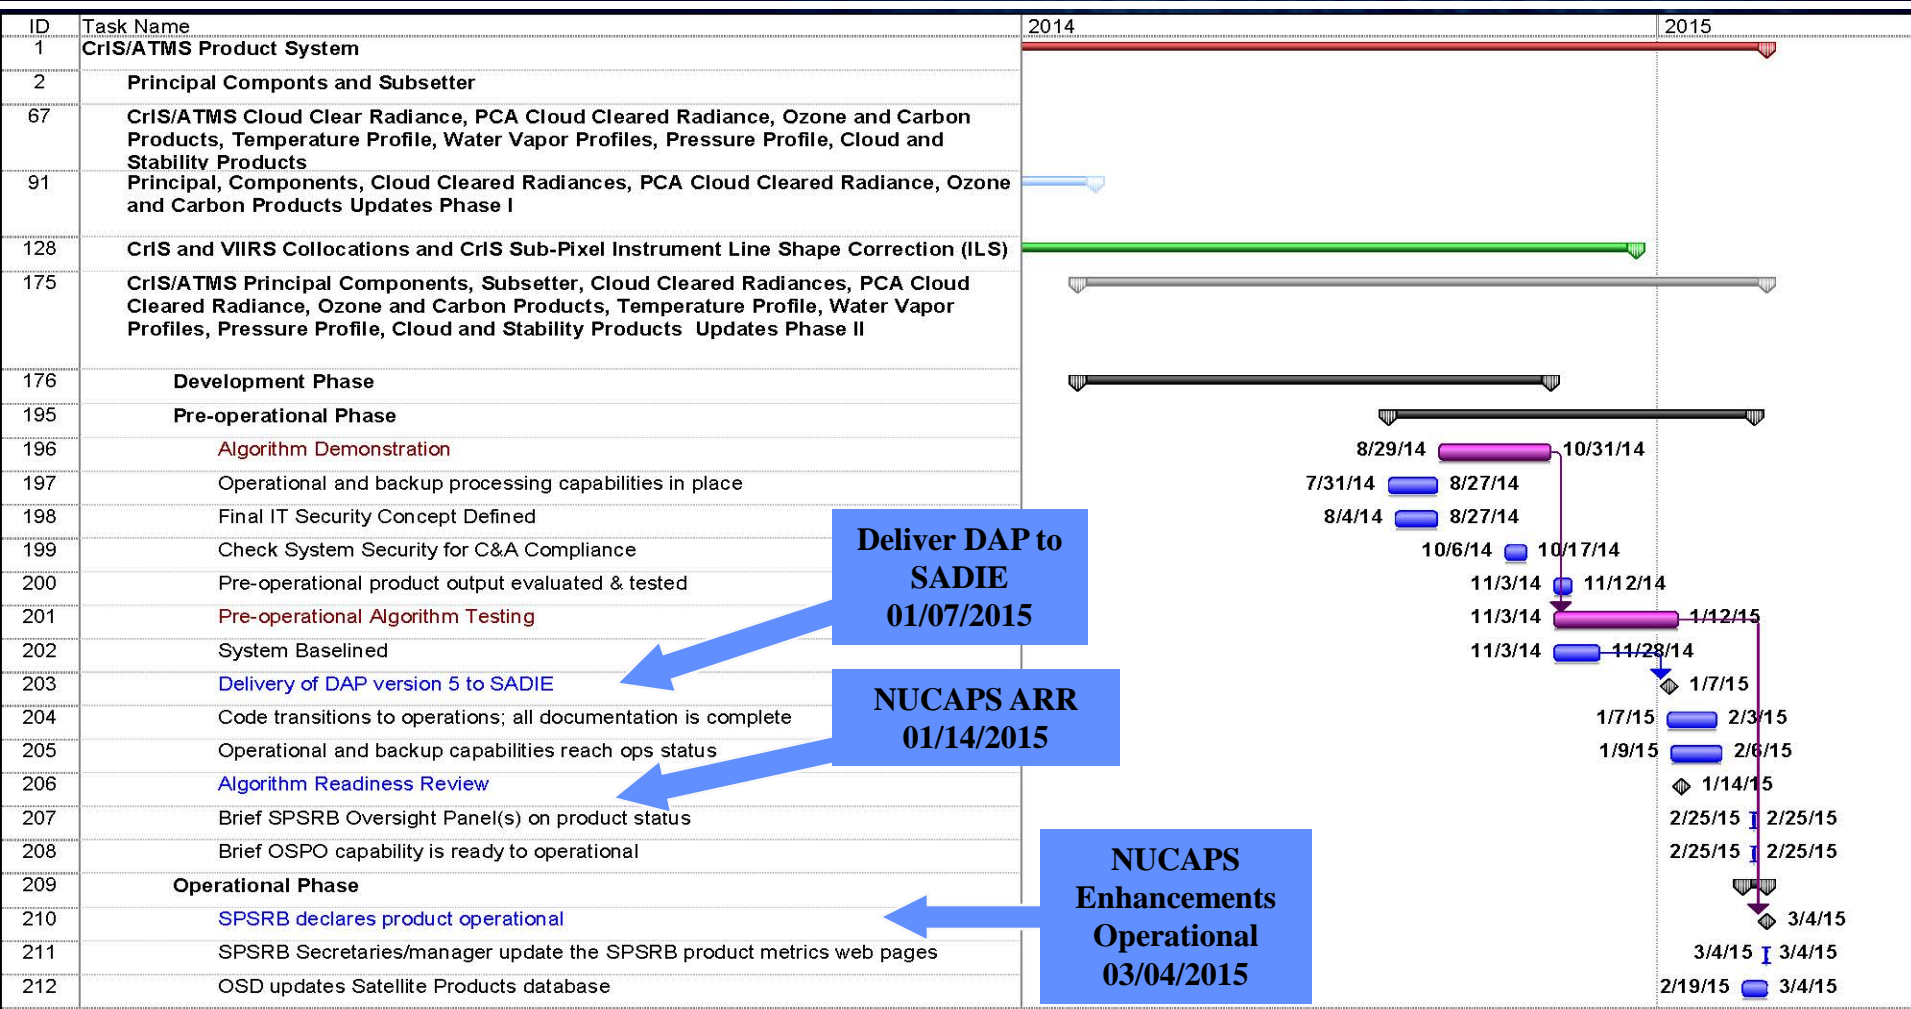 ID Task Name 2014 2015
1 CrIS/ATMS Product System
2 Principal Componts and Subsetter
67 CrIS/ATMS Cloud Clear Radiance, PCA Cloud Cleared Radiance, Ozone and Carbon
Products, Temperature Profile, Water Vapor Profiles, Pressure Profile, Cloud and
Stability Products
91 Principal, Components, Cloud Cleared Radiances, PCA Cloud Cleared Radiance, Ozone
and Carbon Products Updates Phase I
128 CrIS and VIIRS Collocations and CrIS Sub-Pixel Instrument Line Shape Correction (ILS)
175 CrIS/ATMS Principal Components, Subsetter, Cloud Cleared Radiances, PCA Cloud
Cleared Radiance, Ozone and Carbon Products, Temperature Profile, Water Vapor
Profiles, Pressure Profile, Cloud and Stability Products Updates Phase II
176 Development Phase
195 Pre-operational Phase
196 Algorithm Demonstration 8/29/14 10/31/14
197 Operational and backup processing capabilities in place 7/31/14 8/27/14
198 Final IT Security Concept Defined 8/4/14 8/27/14
199 Check System Security for C&A Compliance 10/6/14 10/17/14
200 Pre-operational product output evaluated & tested 11/3/14 11/12/14
201 Pre-operational Algorithm Testing 11/3/14 1/12/15
202 System Baselined 11/3/14 11/28/14
203 Delivery of DAP version 5 to SADIE 1/7/15
204 Code transitions to operations; all documentation is complete 1/7/15 2/3/15
205 Operational and backup capabilities reach ops status 1/9/15 2/6/15
206 Algorithm Readiness Review 1/14/15
207 Brief SPSRB Oversight Panel(s) on product status 2/25/15 2/25/15
208 Brief OSPO capability is ready to operational 2/25/15 2/25/15
209 Operational Phase
210 SPSRB declares product operational 3/4/15
211 SPSRB Secretaries/manager update the SPSRB product metrics web pages 3/4/15 3/4/15
212 OSD updates Satellite Products database 2/19/15 3/4/15
Deliver DAP to
SADIE
01/07/2015
NUCAPS ARR
01/14/2015
NUCAPS
Enhancements
Operational
03/04/2015